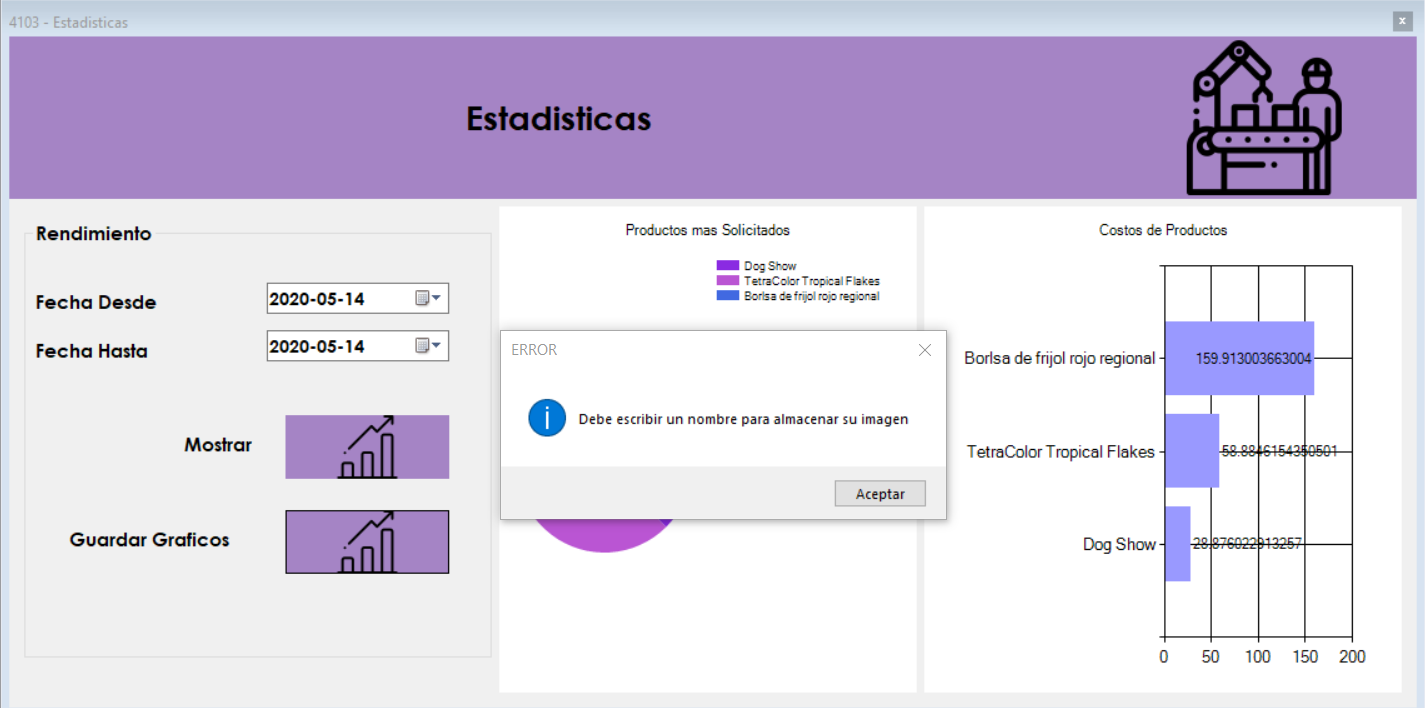 4103 - Estadisticas
x
Estadisticas
Rendimiento
Fecha Desde
2020-05-14
Fecha Hasta
2020-05-14
Mostrar
Guardar Graficos
Productos mas Solicitados
Dog Show
TetraColor Tropical Flakes
Borlsa de frijol rojo regional
ERROR
Debe escribir un nombre para almacenar su imagen
Aceptar
Costos de Productos
Borlsa de frijol rojo regional
159.913003663004
TetraColor Tropical Flakes
58.8846154350501
Dog Show
28.876022913257
0 50 100 150 200